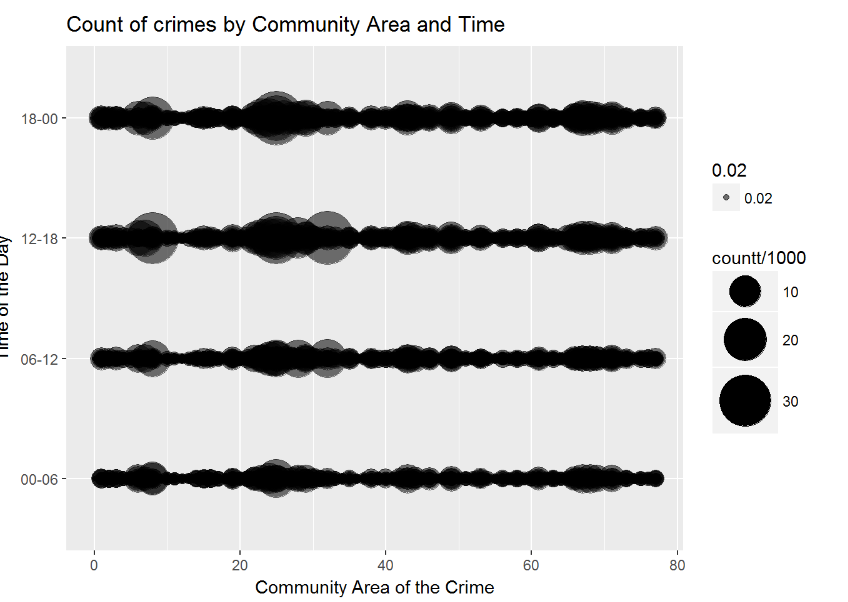 Count of crimes by Community Area and Time
Time of the Day
18-00
12-18
06-12
00-06
0 20 40 60 80
Community Area of the Crime
0.02
0.02
countt/1000
10
20
30